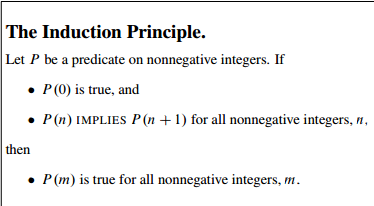 The Induction Principle.
Let P be a predicate on nonnegative integers. If
• P(0) is true, and
• P(n) IMPLIES P(n + 1) for all nonnegative integers, n,
then
• P(m) is true for all nonnegative integers, m.